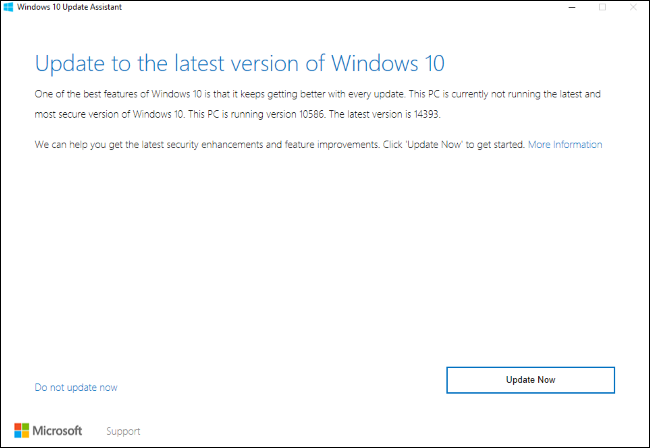 Windows 10 Update Assistant
Update to the latest version of Windows 10
One of the best features of Windows 10 is that it keeps getting better with every update. This PC is currently not running the latest and
most secure version of Windows 10. This PC is running version 10586. The latest version is 14393.
We can help you get the latest security enhancements and feature improvements. Click 'Update Now' to get started. More Information
Do not update now
Update Now
Microsoft
Support